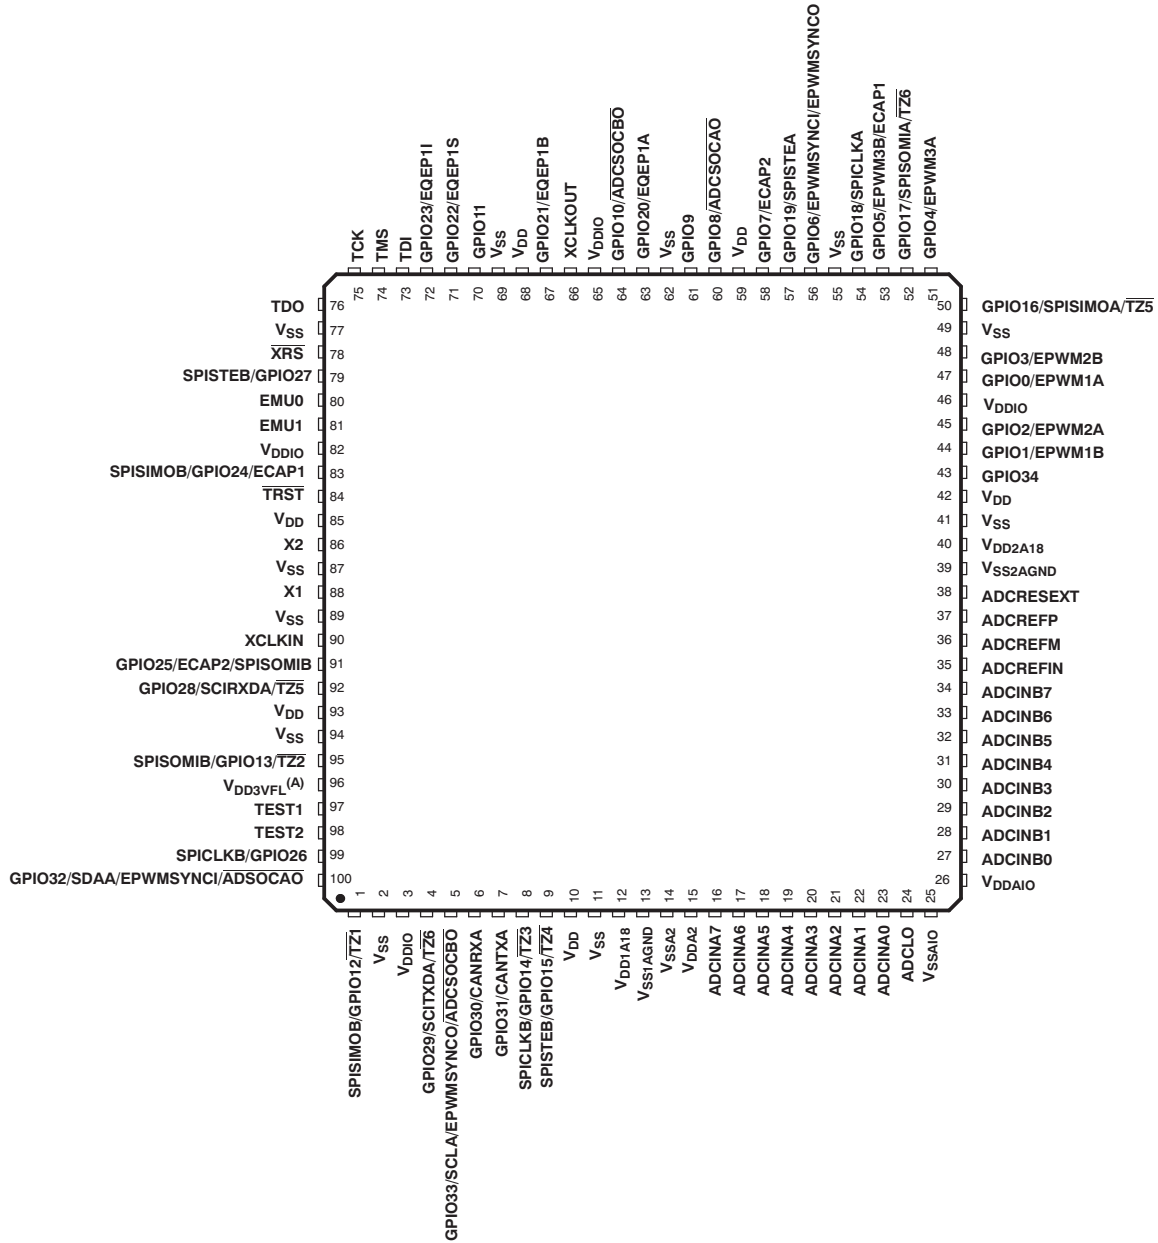 TCK
TMS
TDI
GPIO23/EQEP1I
GPIO22/EQEP1S
GPIO11
VSS
VDD
GPIO21/EQEP1B
XCLKOUT
VDDIO
GPIO10/ADCSOCBO
GPIO20/EQEP1A
VSS
GPIO9
GPIO8/ADCSOCAO
VDD
GPIO7/ECAP2
GPIO19/SPISTEA
GPIO6/EPWMSYNCI/EPWMSYNCO
VSS
GPIO18/SPICLKA
GPIO5/EPWM3B/ECAP1
GPIO17/SPISOMIA/TZ6
GPIO4/EPWM3A
75 74 73 72 71 70 69 68 67 66 65 64 63 62 61 60 59 58 57 56 55 54 53 52 51
TDO 76
VSS 77
XRS 78
SPISTEB/GPIO27 79
EMU0 80
EMU1 81
VDDIO 82
SPISIMOB/GPIO24/ECAP1 83
TRST 84
VDD 85
X2 86
VSS 87
X1 88
VSS 89
XCLKIN 90
GPIO25/ECAP2/SPISOMIB 91
GPIO28/SCIRXDA/TZ5 92
VDD 93
VSS 94
SPISOMIB/GPIO13/TZ2 95
VDD3VFL(A) 96
TEST1 97
TEST2 98
SPICLKB/GPIO26 99
GPIO32/SDAA/EPWMSYNCI/ADSOCAO 100
50 GPIO16/SPISIMOA/TZ5
49 VSS
48 GPIO3/EPWM2B
47 GPIO0/EPWM1A
46 VDDIO
45 GPIO2/EPWM2A
44 GPIO1/EPWM1B
43 GPIO34
42 VDD
41 VSS
40 VDD2A18
39 VSS2AGND
38 ADCRESEXT
37 ADCREFP
36 ADCREFM
35 ADCREFIN
34 ADCINB7
33 ADCINB6
32 ADCINB5
31 ADCINB4
30 ADCINB3
29 ADCINB2
28 ADCINB1
27 ADCINB0
26 VDDAIO
1 2 3 4 5 6 7 8 9 10 11 12 13 14 15 16 17 18 19 20 21 22 23 24 25
SPISIMOB/GPIO12/TZ1
VSS
VDDIO
GPIO29/SCITXDA/TZ6
GPIO33/SCLA/EPWMSYNCO/ADCSOCBO
GPIO30/CANRXA
GPIO31/CANTXA
SPICLKB/GPIO14/TZ3
SPISTEB/GPIO15/TZ4
VDD
VSS
VDD1A18
VSS1AGND
VSSA2
VDDA2
ADCINA7
ADCINA6
ADCINA5
ADCINA4
ADCINA3
ADCINA2
ADCINA1
ADCINA0
ADCLO
VSSAIO